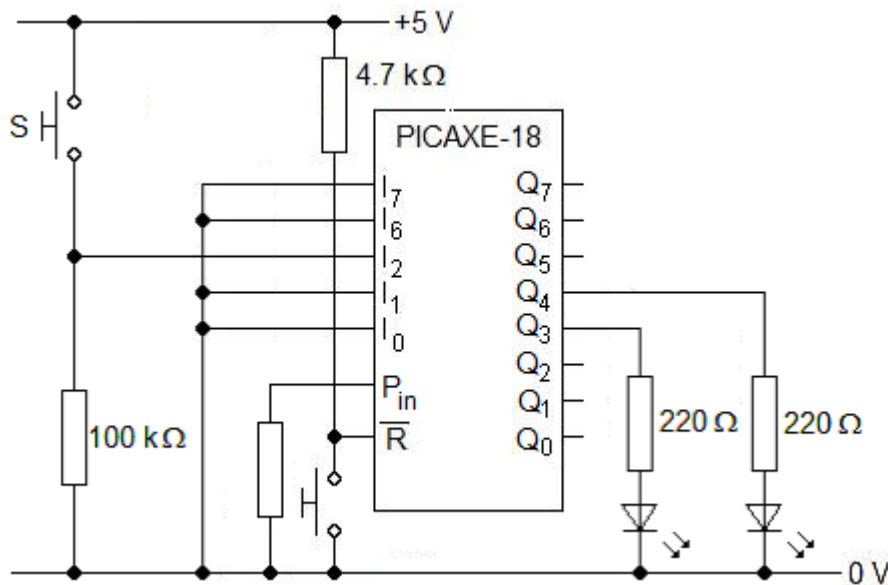 +5 V
4.7 kΩ
S
PICAXE-18
I7
Q7
I6
Q6
I2
Q5
I1
Q4
I0
Q3
Q2
Pin
Q1
R̅
Q0
100 kΩ
220 Ω
220 Ω
0 V